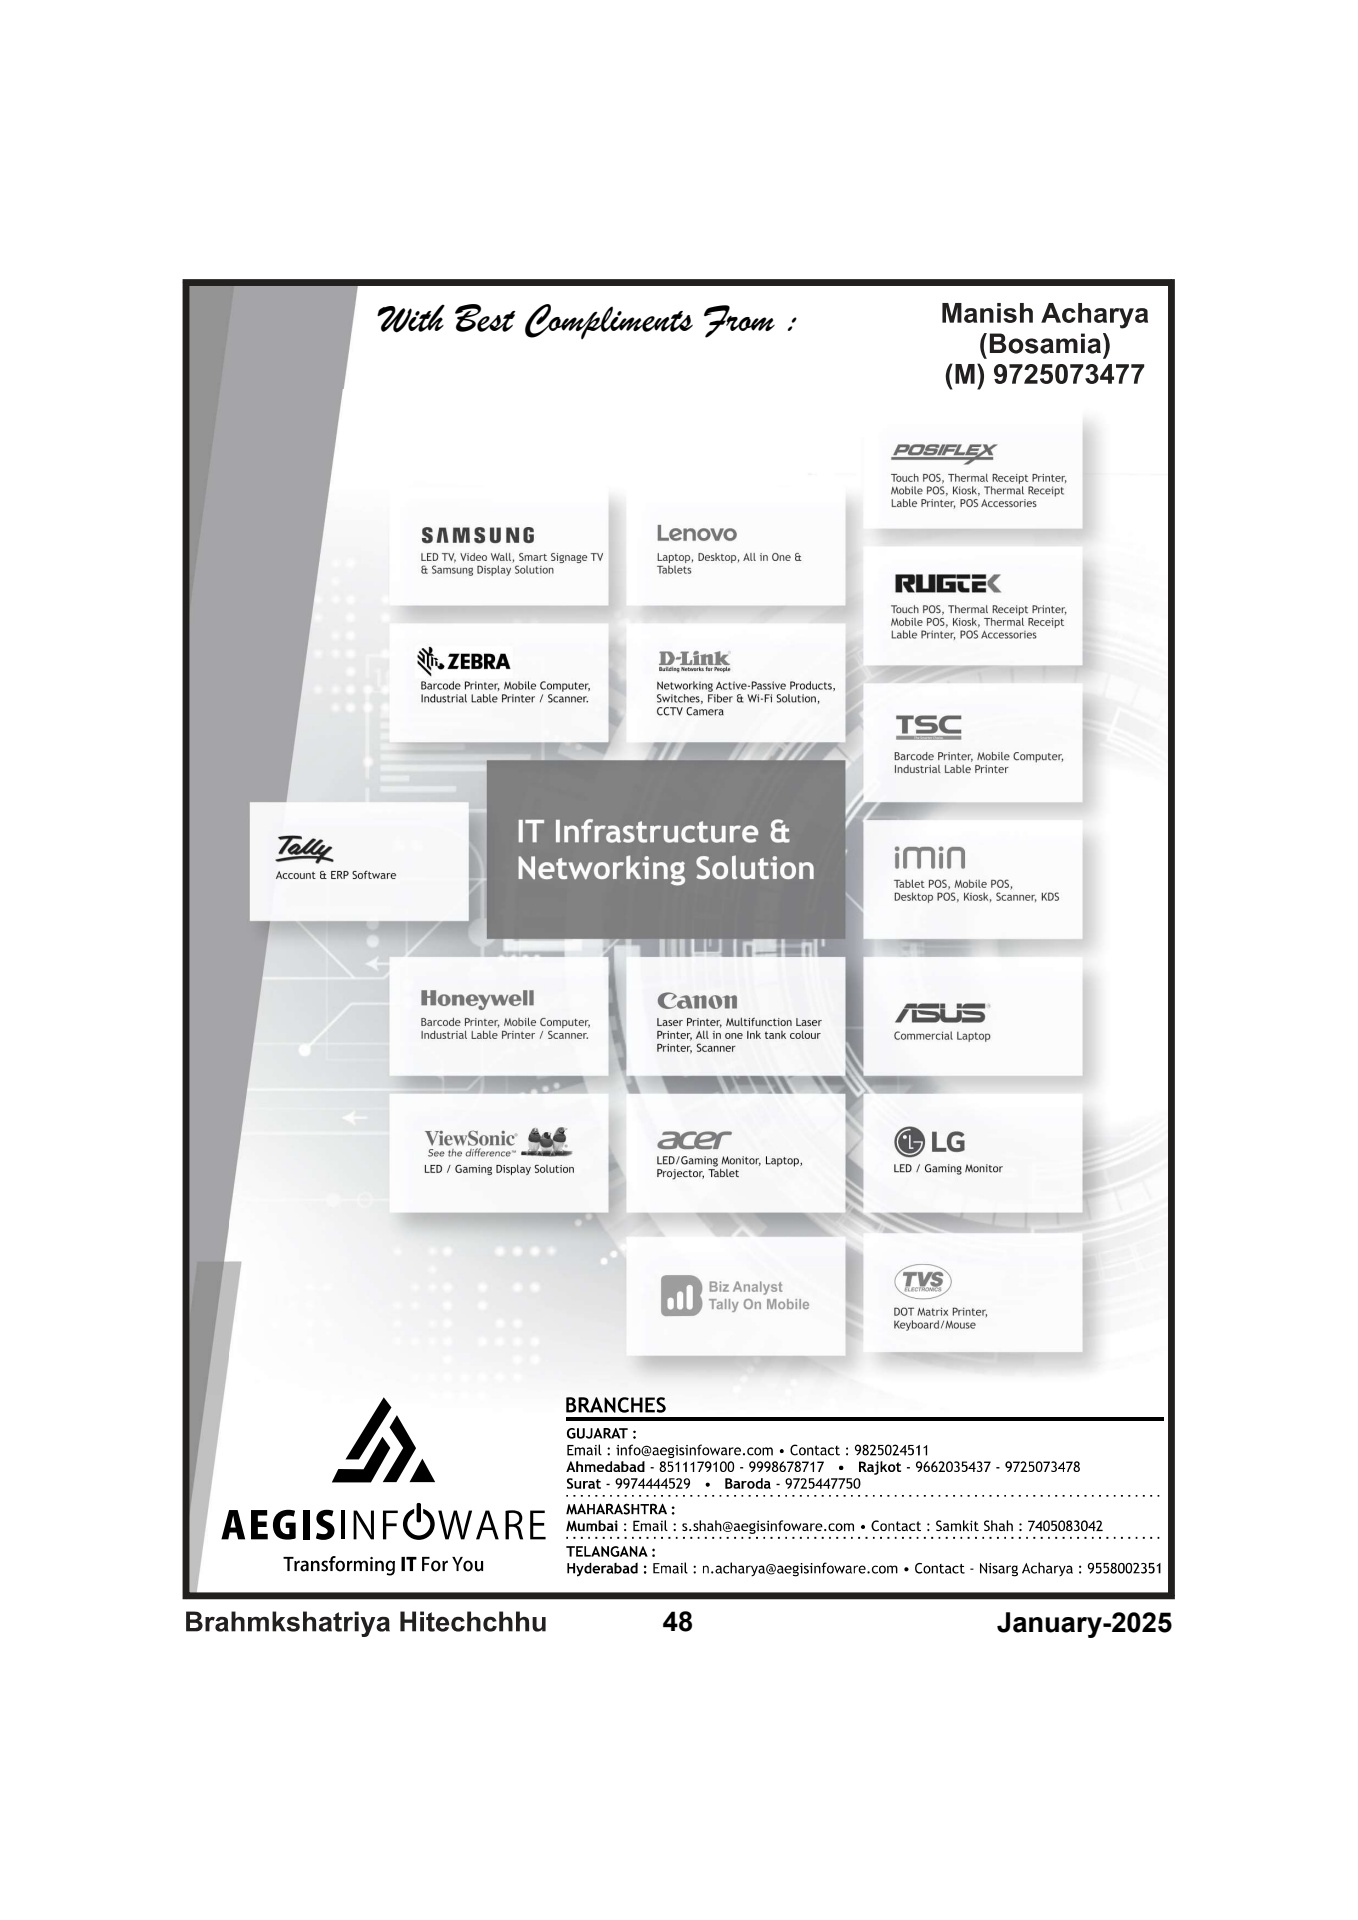 With Best Compliments From :
Manish Acharya
(Bosamia)
(M) 9725073477
POSIFLEX
Touch POS, Thermal Receipt Printer,
Mobile POS, Kiosk, Thermal Receipt
Lable Printer, POS Accessories
SAMSUNG
LED TV, Video Wall, Smart Signage TV
& Samsung Display Solution
Lenovo
Laptop, Desktop, All in One &
Tablets
RUGTEK
Touch POS, Thermal Receipt Printer,
Mobile POS, Kiosk, Thermal Receipt
Lable Printer, POS Accessories
ZEBRA
Barcode Printer, Mobile Computer,
Industrial Lable Printer / Scanner.
D-Link
Building Networks for People
Networking Active-Passive Products,
Switches, Fiber & Wi-Fi Solution,
CCTV Camera
TSC
Barcode Printer, Mobile Computer,
Industrial Lable Printer
Tally
Account & ERP Software
IT Infrastructure &
Networking Solution
imin
Tablet POS, Mobile POS,
Desktop POS, Kiosk, Scanner, KDS
Honeywell
Barcode Printer, Mobile Computer,
Industrial Lable Printer / Scanner.
Canon
Laser Printer, Multifunction Laser
Printer, All in one Ink tank colour
Printer, Scanner
ASUS
Commercial Laptop
ViewSonic®
See the difference™
LED / Gaming Display Solution
acer
LED/Gaming Monitor, Laptop,
Projector, Tablet
LG
LED / Gaming Monitor
Biz Analyst
Tally On Mobile
TVS
ELECTRONICS
DOT Matrix Printer,
Keyboard/Mouse
AEGISINFOWARE
Transforming IT For You
BRANCHES
GUJARAT :
Email : info@aegisinfoware.com • Contact : 9825024511
Ahmedabad - 8511179100 - 9998678717 • Rajkot - 9662035437 - 9725073478
Surat - 9974444529 • Baroda - 9725447750
MAHARASHTRA :
Mumbai : Email : s.shah@aegisinfoware.com • Contact : Samkit Shah : 7405083042
TELANGANA :
Hyderabad : Email : n.acharya@aegisinfoware.com • Contact - Nisarg Acharya : 9558002351
Brahmkshatriya Hitechchhu 48 January-2025